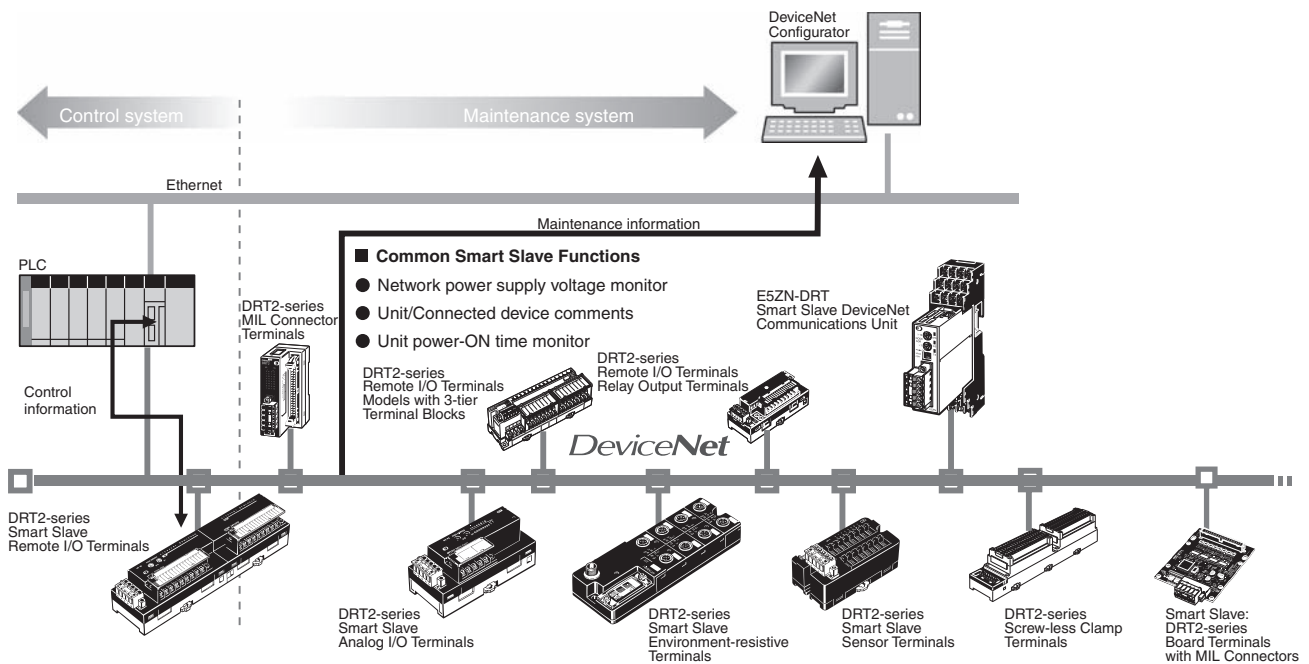 DeviceNet
Configurator
Control system
Maintenance system
Ethernet
Maintenance information
■ Common Smart Slave Functions
● Network power supply voltage monitor
● Unit/Connected device comments
● Unit power-ON time monitor
PLC
DRT2-series
MIL Connector
Terminals
E5ZN-DRT
Smart Slave DeviceNet
Communications Unit
DRT2-series
Remote I/O Terminals
Models with 3-tier
Terminal Blocks
DRT2-series
Remote I/O Terminals
Relay Output Terminals
Control
information
DeviceNet
DRT2-series
Smart Slave
Remote I/O Terminals
DRT2-series
Smart Slave
Analog I/O Terminals
DRT2-series
Smart Slave
Environment-resistive
Terminals
DRT2-series
Smart Slave
Sensor Terminals
DRT2-series
Screw-less Clamp
Terminals
Smart Slave:
DRT2-series
Board Terminals
with MIL Connectors